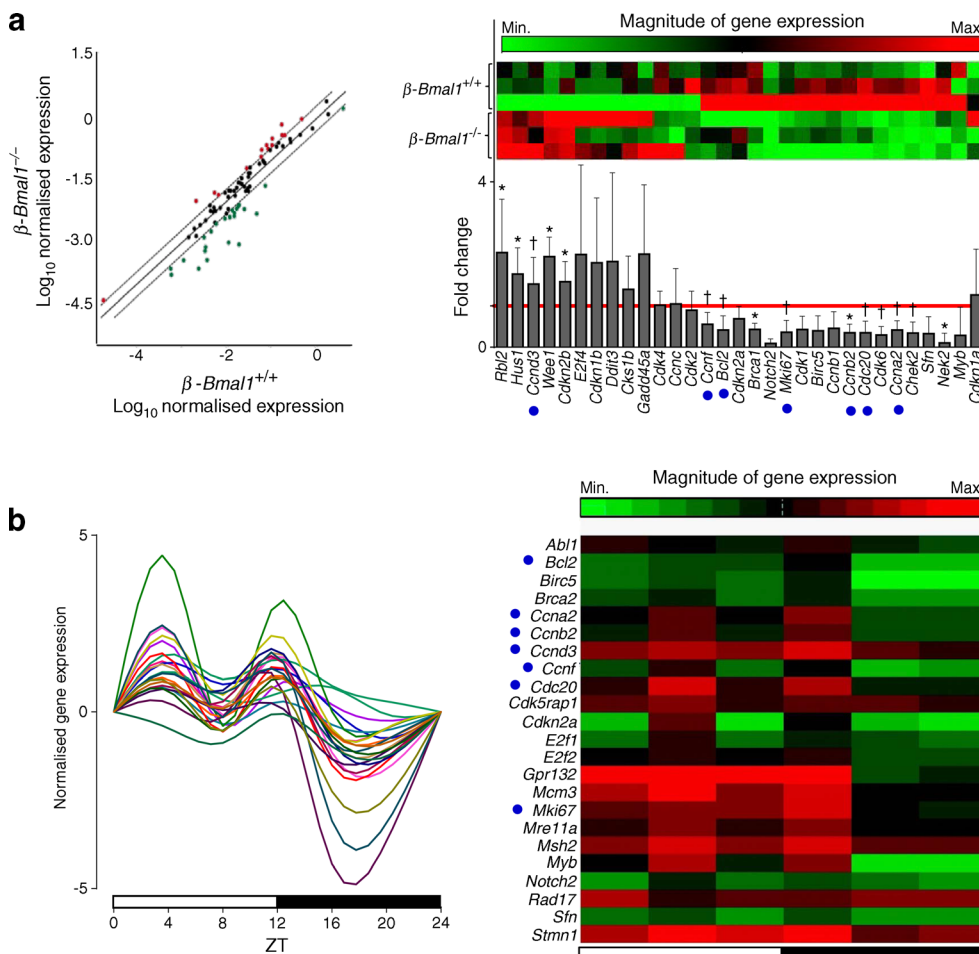 a
1.5
0
-1.5
-3.0
-4.5
β-Bmal1−/−
Log10 normalised expression
-4
-2
0
β-Bmal1+/+
Log10 normalised expression
Magnitude of gene expression
Min.
Max
β-Bmal1+/+
β-Bmal1-/-
4
0
Fold change
* * † * * † † * † * † † † † *
Rbl2
Hus1
Ccnd3
Wee1
Cdkn2b
E2f4
Cdkn1b
Ddit3
Cks1b
Gadd45a
Cdk4
Ccnc
Cdk2
Ccnf
Bcl2
Cdkn2a
Brca1
Notch2
Mki67
Cdk1
Birc5
Ccnb1
Ccnb2
Cdc20
Cdk6
Ccna2
Chek2
Sfn
Nek2
Myb
Cdkn1a
b
5
0
-5
Normalised gene expression
0 4 8 12 16 20 24
ZT
Magnitude of gene expression
Min.
Max
Abl1
Bcl2
Birc5
Brca2
Ccna2
Ccnb2
Ccnd3
Ccnf
Cdc20
Cdk5rap1
Cdkn2a
E2f1
E2f2
Gpr132
Mcm3
Mki67
Mre11a
Msh2
Myb
Notch2
Rad17
Sfn
Stmn1